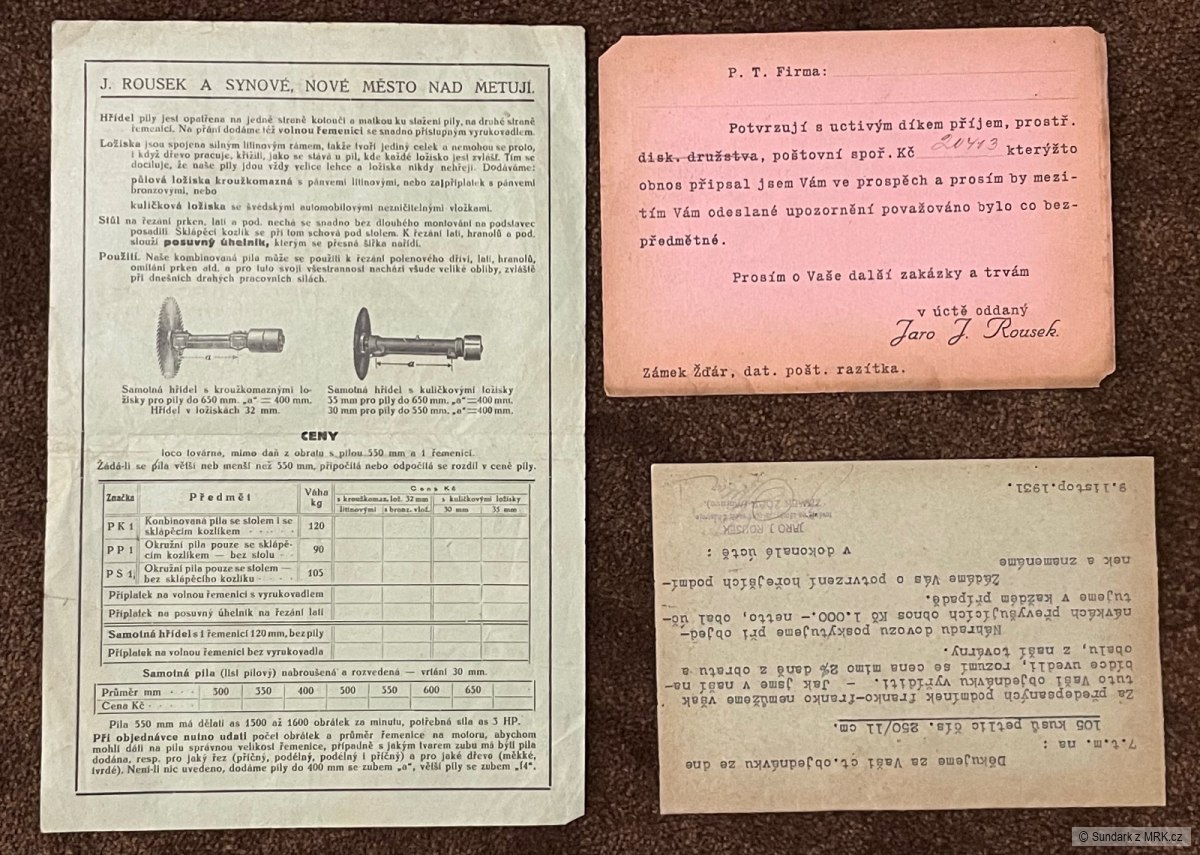 J. ROUSEK A SYNOVÉ, NOVÉ MĚSTO NAD METUJÍ.
Hřídel pily jest opatřena na jedné straně kotouči a matkou ku stažení pily, na druhé straně
řemenicí. Na přání dodáme též volnou řemenici se snadno přístupným vyrukovadlem.
Ložiska jsou spojena silným litinovým rámem, takže tvoří jediný celek a nemohou se proto,
i když dřevo pracuje, křížiti, jako se stává u pil, kde každé ložisko jest zvlášť. Tím se
dociluje, že naše pily jdou vždy velice lehce a ložiska nikdy nehřejí. Dodáváme:
půlová ložiska kroužkomazná s pánvemi litinovými, nebo za příplatek s pánvemi
bronzovými, nebo
kuličková ložiska se švédskými automobilovými nezničitelnými vložkami.
Stůl na řezání prken, latí a pod. nechá se snadno bez dlouhého montování na podstavec
posaditi. Sklápěcí kozlík se při tom schová pod stolem. K řezání latí, hranolů a pod.
slouží posuvný úhelník, kterým se přesná šířka nařídí.
Použití. Naše kombinovaná pila může se použíti k řezání polenového dříví, latí, hranolů,
omítání prken atd. a pro tuto svoji všestrannost nachází všude veliké obliby, zvláště
při dnešních drahých pracovních silách.
a
a
Samotná hřídel s kroužkomaznými lo-
žisky pro pily do 650 mm. „a“ = 400 mm.
Hřídel v ložiskách 32 mm.
Samotná hřídel s kuličkovými ložisky
35 mm pro pily do 650 mm. „a“=400 mm.
30 mm pro pily do 550 mm. „a“=400 mm.
CENY
loco továrna, mimo daň z obratu s pilou 550 mm a 1 řemenicí.
Žádá-li se pila větší neb menší než 550 mm, připočítá nebo odpočítá se rozdíl v ceně pily.
Značka Předmět Váha kg Cena Kč
s kroužkomaz. lož. 32 mm s kuličkovými ložisky
litinovými s bronz. vlož. 30 mm 35 mm
PK 1 Konbinovaná pila se stolem i se
sklápěcím kozlíkem 120
PP 1 Okružní pila pouze se sklápě-
cím kozlíkem — bez stolu 90
PS 1, Okružní pila pouze se stolem —
bez sklápěcího kozlíku 105
Příplatek na volnou řemenici s vyrukovadlem
Příplatek na posuvný úhelník na řezání latí
Samotná hřídel s 1 řemenicí 120 mm, bez pily
Příplatek na volnou řemenici bez vyrukovadla
Samotná pila (list pilový) nabroušená a rozvedená — vrtání 30 mm.
Průměr mm 300 350 400 500 550 600 650
Cena Kč
Pila 550 mm má dělati as 1500 až 1600 obrátek za minutu, potřebná síla as 3 HP.
Při objednávce nutno udati počet obrátek a průměr řemenice na motoru, abychom
mohli dáti na pilu správnou velikost řemenice, případně s jakým tvarem zubu má býti pila
dodána, resp. pro jaký řez (příčný, podélný, podélný i příčný) a pro jaké dřevo (měkké,
tvrdé). Není-li nic uvedeno, dodáme pily do 400 mm se zubem „a“, větší pily se zubem „f4“.
P. T. Firma:
Potvrzují s uctivým díkem příjem, prostř.
disk. družstva, poštovní spoř. Kč 20413 kterýžto
obnos připsal jsem Vám ve prospěch a prosím by mezi-
tím Vám odeslané upozornění považováno bylo co bez-
předmětné.
Prosím o Vaše další zakázky a trvám
v úctě oddaný
Jaro J. Rousek.
Zámek Žďár, dat. pošt. razítka.
9.listop.1931.
Děkujeme za Vaši ct.objednávku ze dne
7.t.m. na :
105 kusů petlic čís. 250/11 cm.
Za předepsaných podmínek franko-franko nemůžeme však
tuto Vaši objednávku vyříditi. - Jak jsme v naší na-
bídce uvedli, rozumí se cena mimo 2% daně z obratu a
obalu, z naší továrny.
Náhradu dovozu poskytujeme při objed-
návkách převyšujících obnos Kč 1.000.- netto, obal úč-
tujeme v každém případě.
Žádáme Vás o potvrzení hořejších podmí-
nek a znamenáme
v dokonalé úctě :
JARO J. ROUSEK
© Sundark z MRK.cz